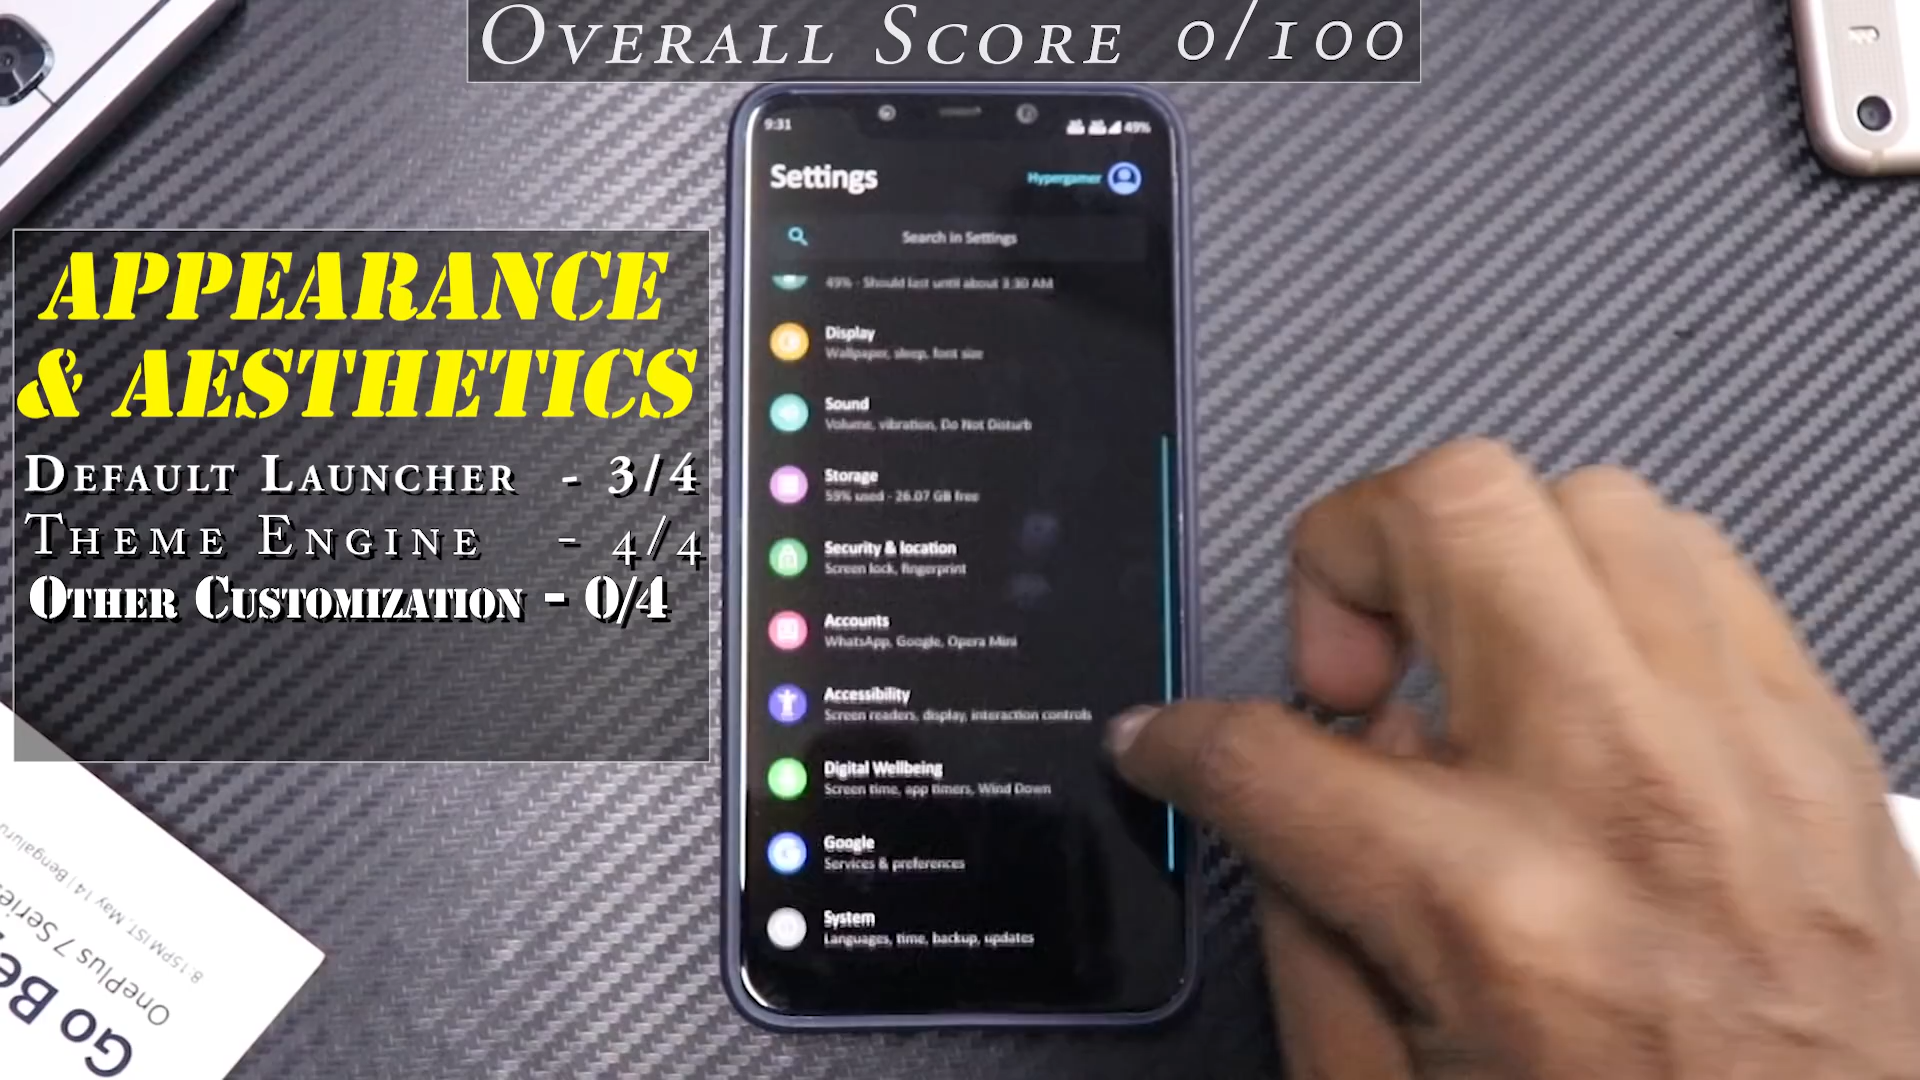 OVERALL SCORE 0/100
APPEARANCE
& AESTHETICS
DEFAULT LAUNCHER - 3/4
THEME ENGINE - 4/4
OTHER CUSTOMIZATION - 0/4
9:31
49%
Settings
Hypergamer
Search in Settings
49% - Should last until about 3:30 AM
Display
Wallpaper, sleep, font size
Sound
Volume, vibration, Do Not Disturb
Storage
59% used - 26.07 GB free
Security & location
Screen lock, fingerprint
Accounts
WhatsApp, Google, Opera Mini
Accessibility
Screen readers, display, interaction controls
Digital Wellbeing
Screen time, app timers, Wind Down
Google
Services & preferences
System
Languages, time, backup, updates
Go Be
OnePlus 7 Serie
8.15PM IST, May 14 | Bengaluru